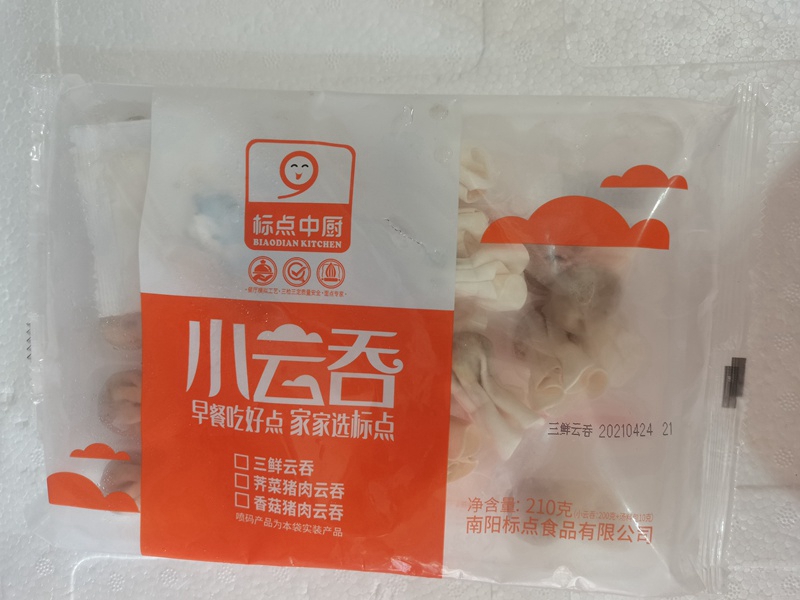 标点中厨
BIAODIAN KITCHEN
小云吞
早餐吃好点 家家选标点
三鲜云吞
荠菜猪肉云吞
香菇猪肉云吞
喷码产品为本袋实装产品
三鲜云吞 20210424 21
净含量: 210克
南阳标点食品有限公司